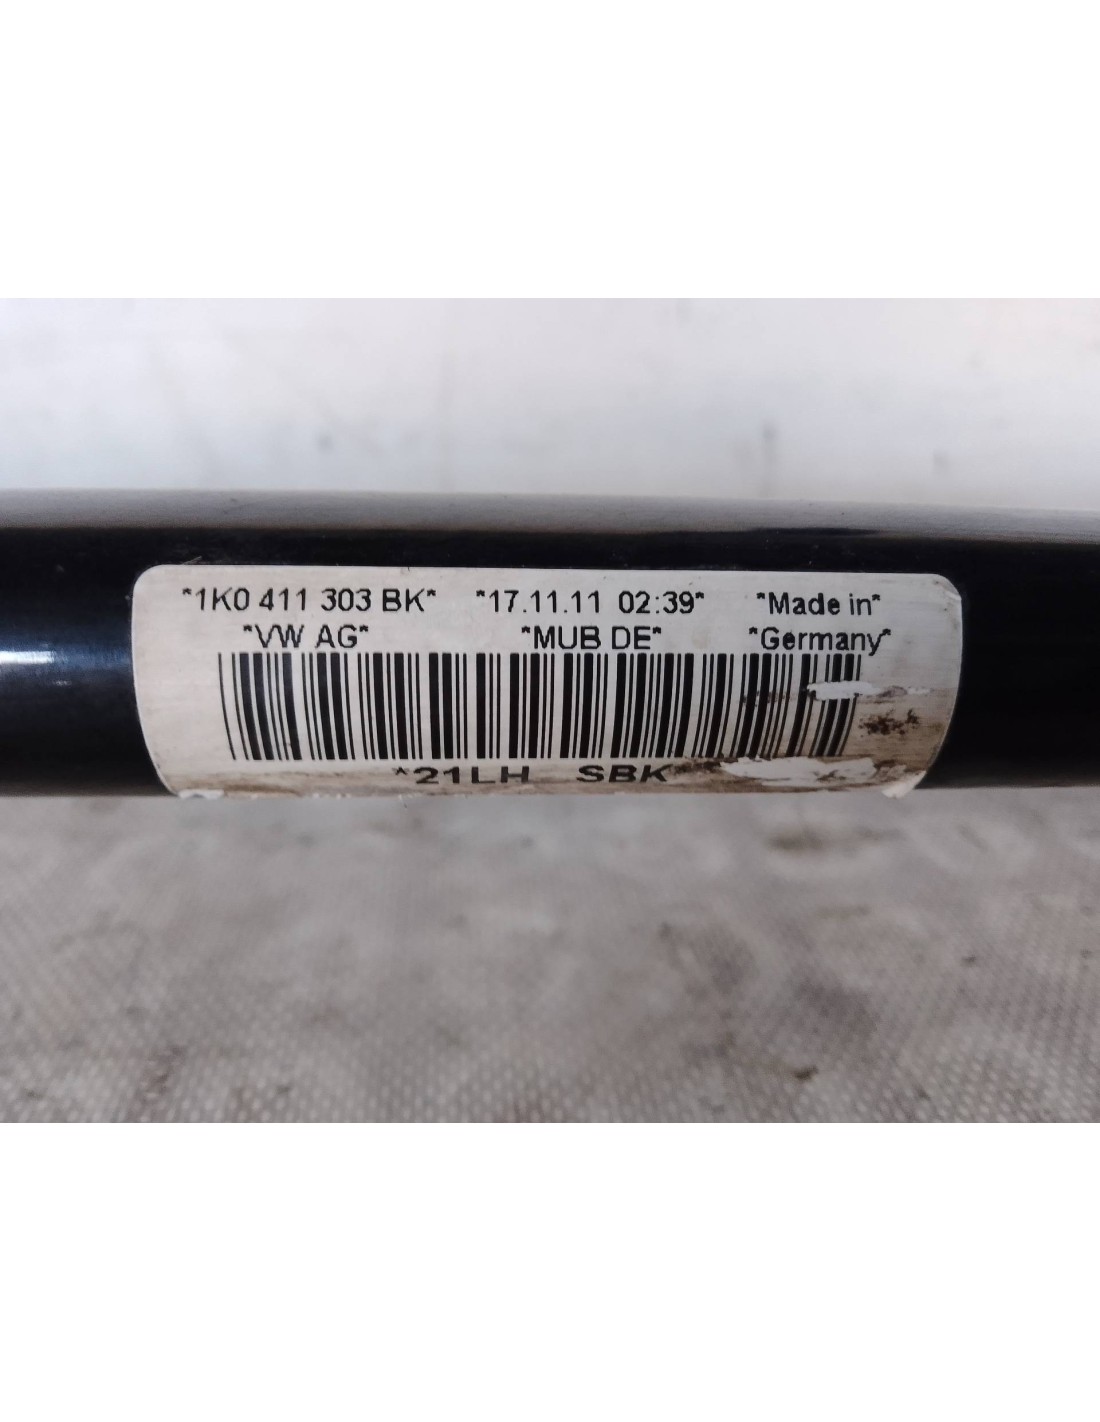 *1K0 411 303 BK* *17.11.11 02:39* *Made in*
*VW AG* *MUB DE* *Germany*
*21LH SBK